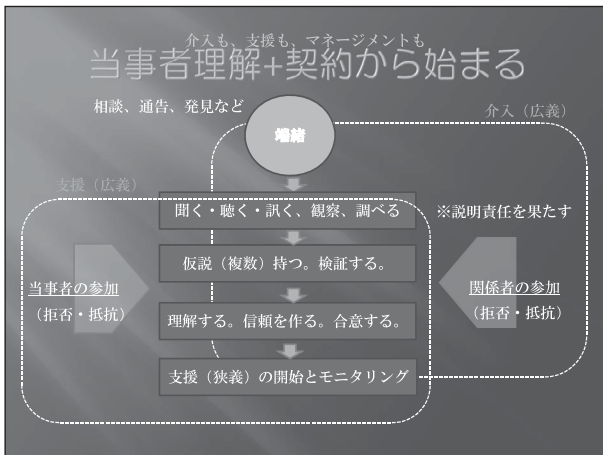 介入も、支援も、マネージメントも
当事者理解+契約から始まる
相談、通告、発見など
端緒
介入（広義）
支援（広義）
聞く・聴く・訊く、観察、調べる
※説明責任を果たす
仮説（複数）持つ。検証する。
当事者の参加
（拒否・抵抗）
関係者の参加
（拒否・抵抗）
理解する。信頼を作る。合意する。
支援（狭義）の開始とモニタリング